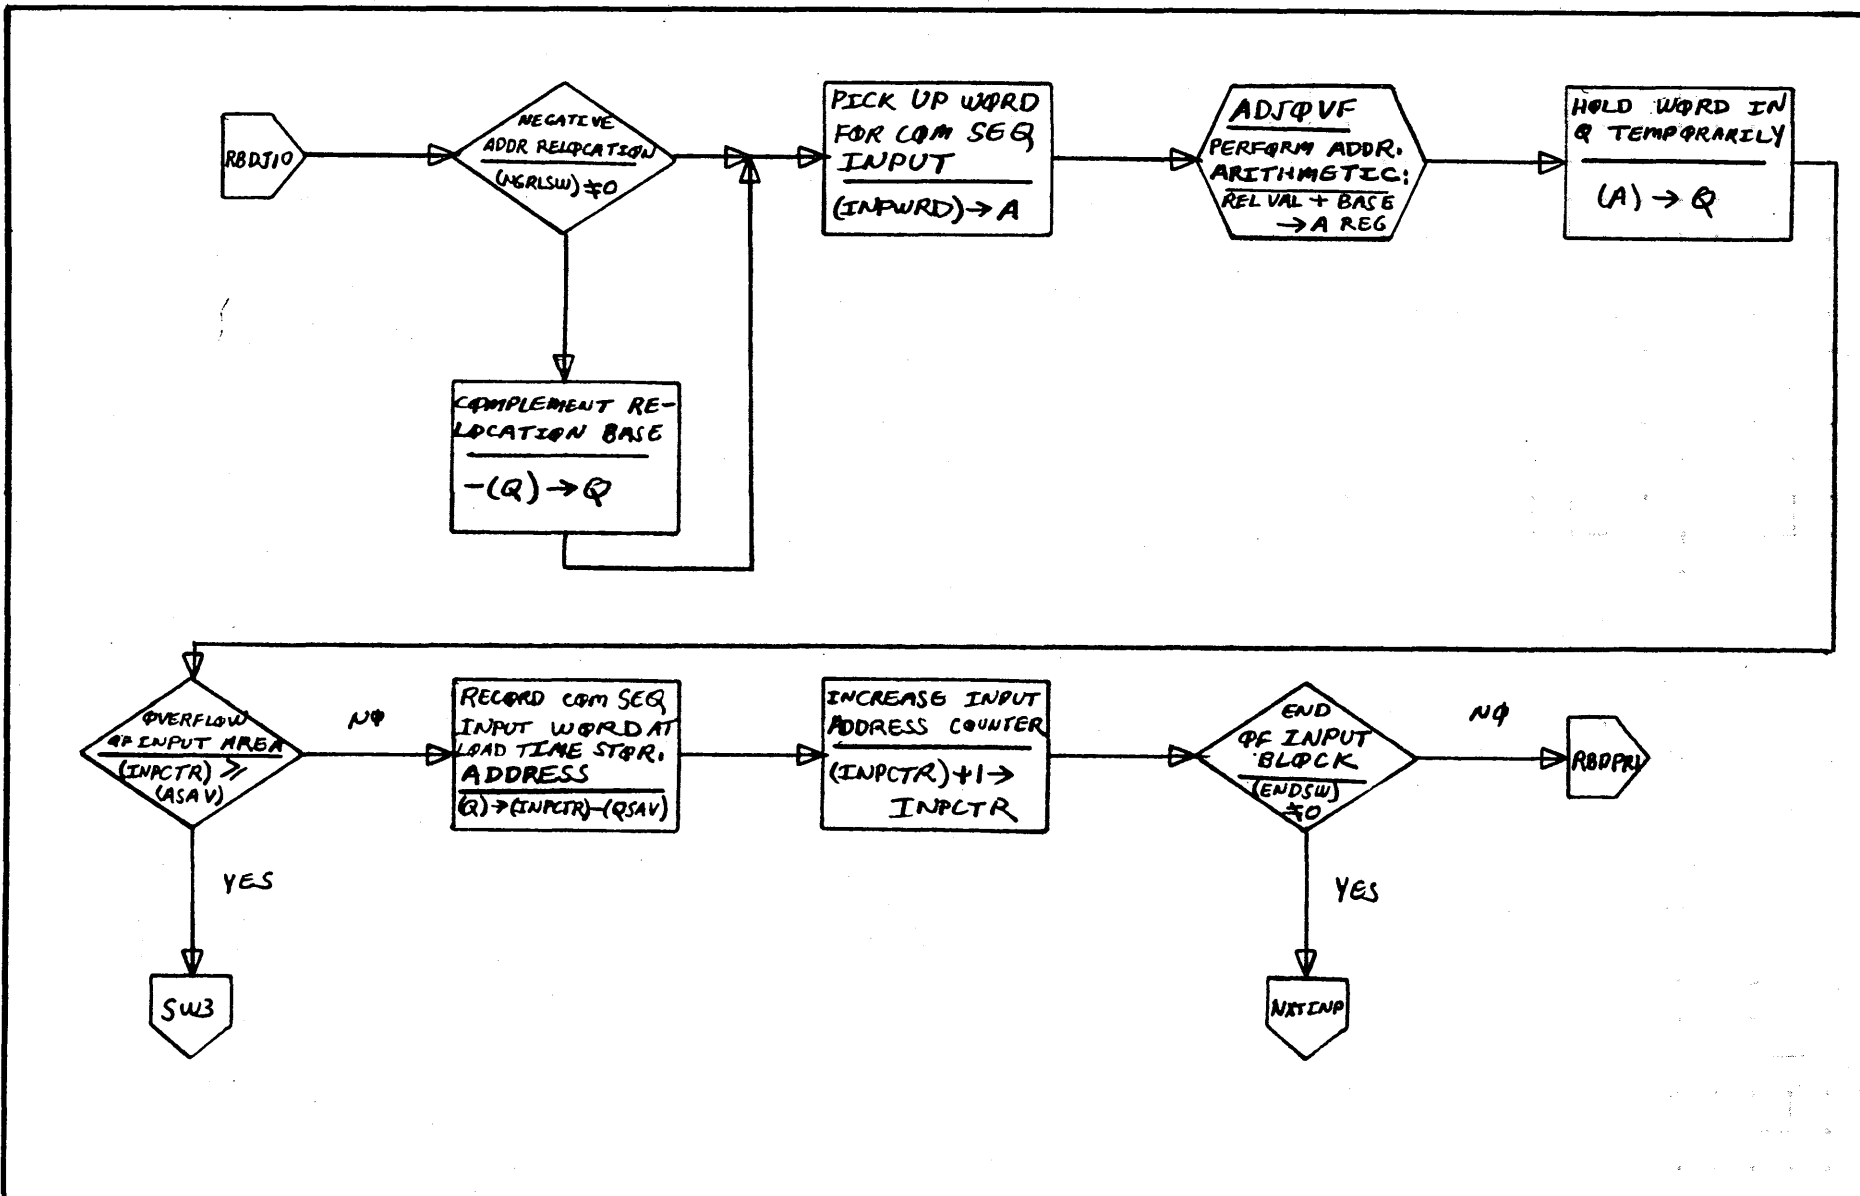 RBDJ10
NEGATIVE
ADDR RELOCATION
(NGRLSW) ≠0
PICK UP WORD
FOR COM SEQ
INPUT
(INPWRD)→ A
ADJOVF
PERFORM ADDR.
ARITHMETIC:
REL VAL + BASE
→ A REG
HOLD WORD IN
Q TEMPORARILY
(A) → Q
COMPLEMENT RE-
LOCATION BASE
-(Q) → Q
OVERFLOW
OF INPUT AREA
(INPCTR) ≥
(ASAV)
NO
YES
SW3
RECORD COM SEQ
INPUT WORD AT
LOAD TIME STOR.
ADDRESS
(Q)→(INPCTR)-(QSAV)
INCREASE INPUT
ADDRESS COUNTER
(INPCTR)+1→
INPCTR
END
OF INPUT
BLOCK
(ENDSW)
≠0
NO
RBDPR1
YES
NXTINP